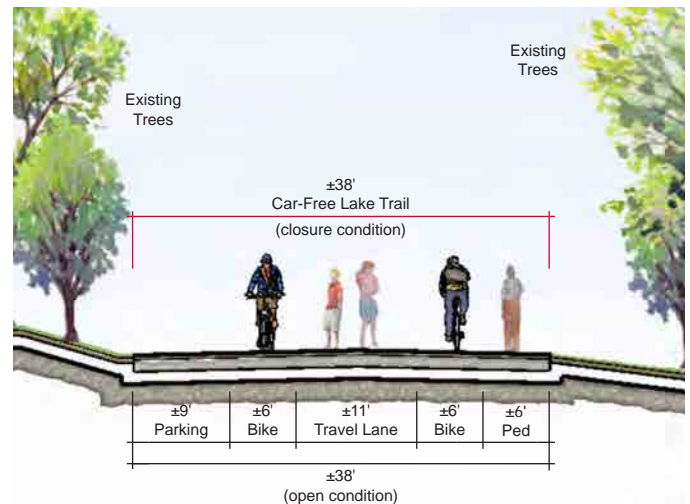 Existing
Trees
Existing
Trees
±38'
Car-Free Lake Trail
(closure condition)
±9'
Parking
±6'
Bike
±11'
Travel Lane
±6'
Bike
±6'
Ped
±38'
(open condition)